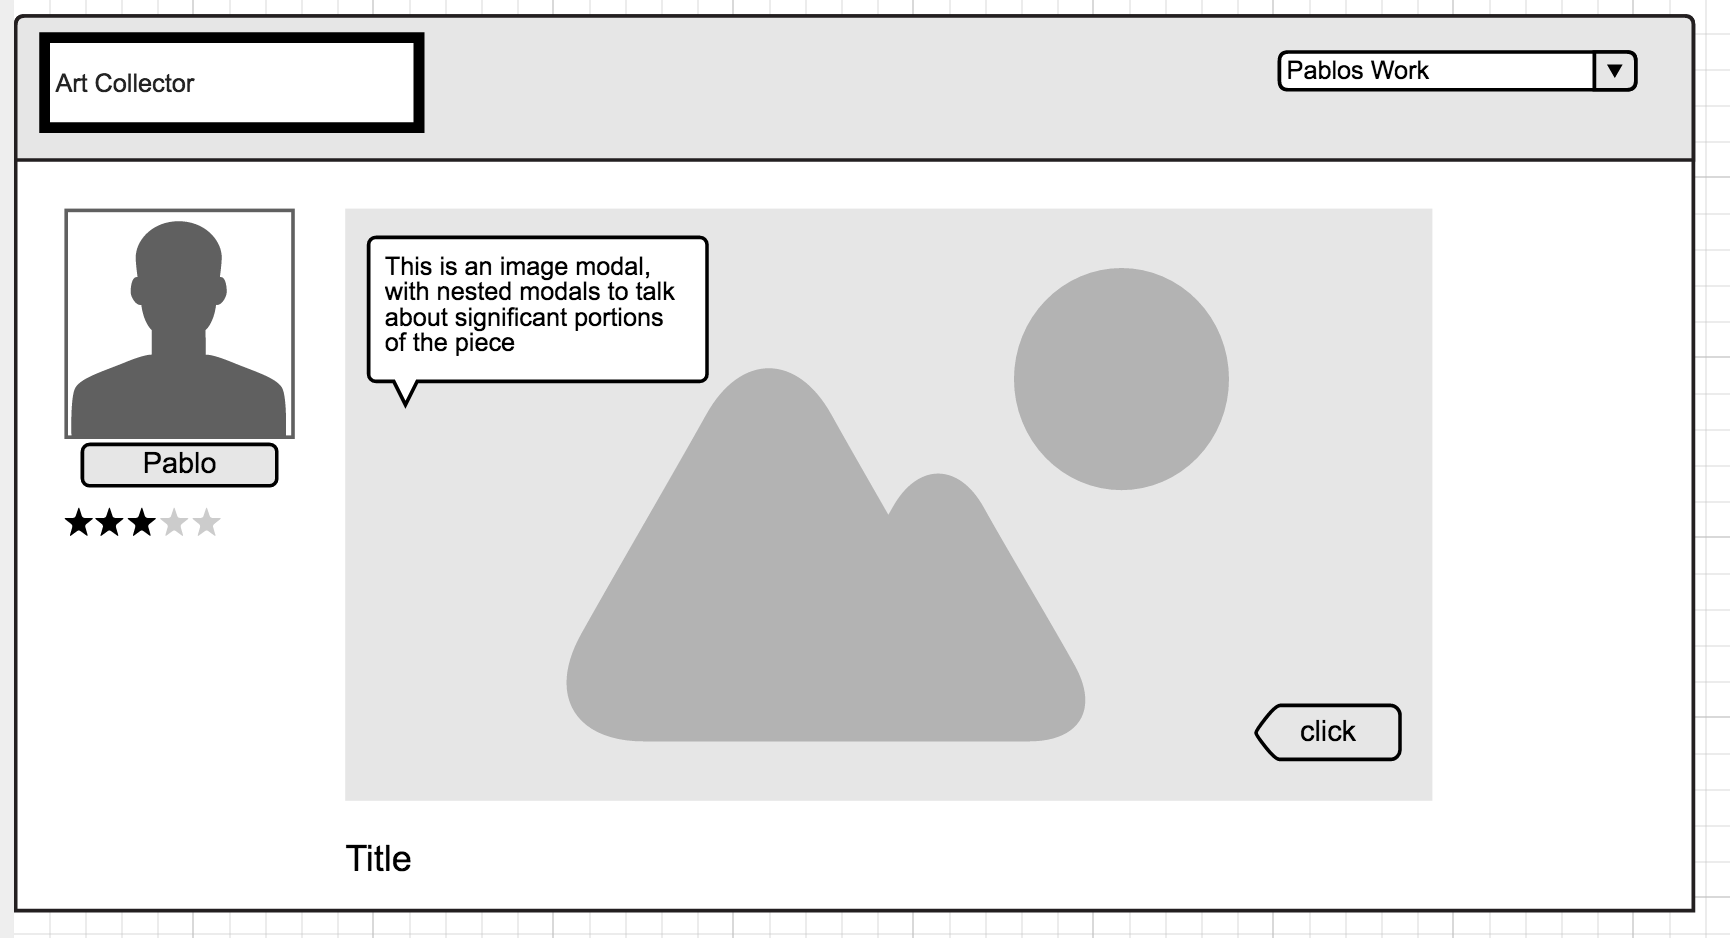 Art Collector
Pablos Work
This is an image modal,
with nested modals to talk
about significant portions
of the piece
Pablo
click
Title